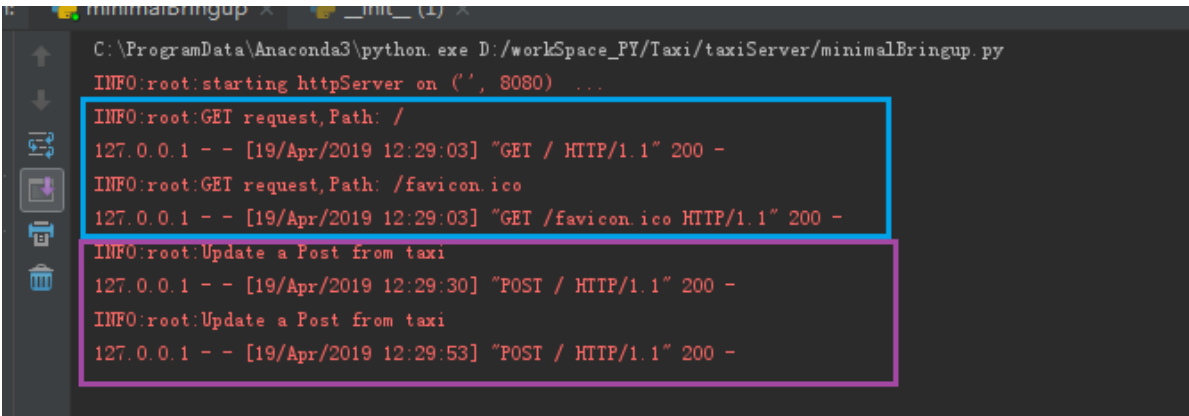 minimalBringup × __init__ (1) ×
C:\ProgramData\Anaconda3\python.exe D:/workSpace_PY/Taxi/taxiServer/minimalBringup.py
INFO:root:starting httpServer on ('', 8080) ...
INFO:root:GET request,Path: /
127.0.0.1 - - [19/Apr/2019 12:29:03] "GET / HTTP/1.1" 200 -
INFO:root:GET request,Path: /favicon.ico
127.0.0.1 - - [19/Apr/2019 12:29:03] "GET /favicon.ico HTTP/1.1" 200 -
INFO:root:Update a Post from taxi
127.0.0.1 - - [19/Apr/2019 12:29:30] "POST / HTTP/1.1" 200 -
INFO:root:Update a Post from taxi
127.0.0.1 - - [19/Apr/2019 12:29:53] "POST / HTTP/1.1" 200 -